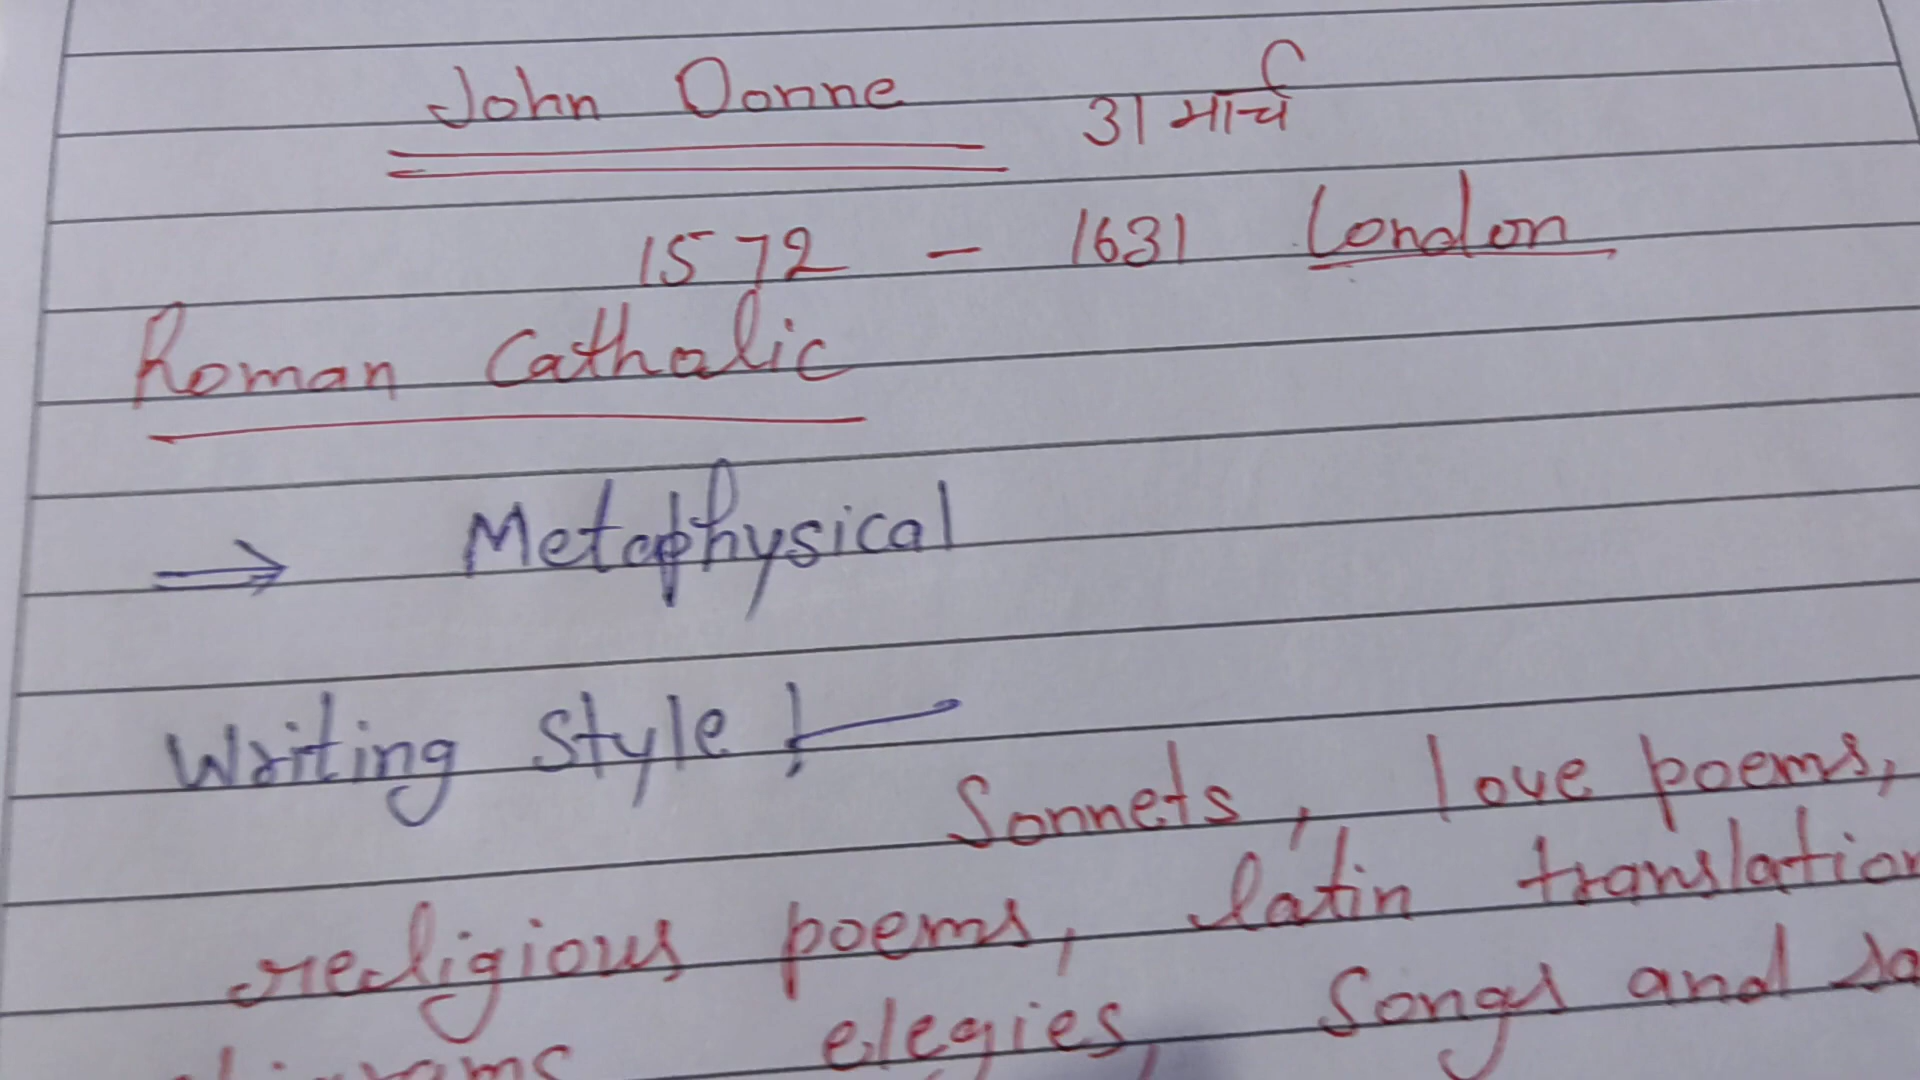 John Donne 31 मार्च
1572 - 1631 London
Roman Catholic
⇒ Metaphysical
Writing Style :-
Sonnets, love poems,
religious poems, latin translation
elegies, Songs and